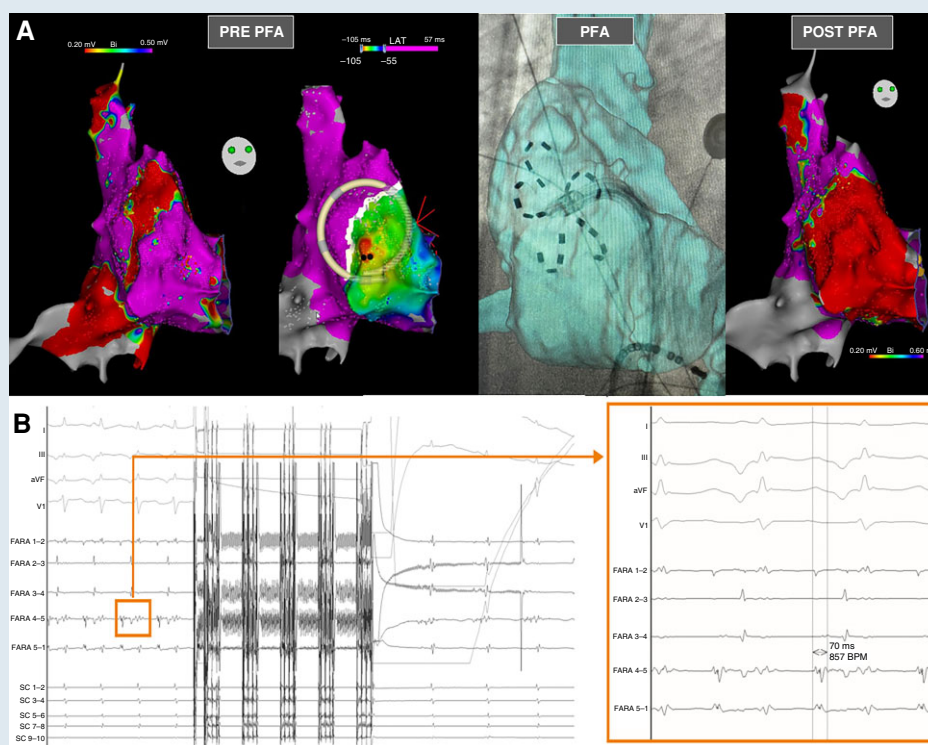 A
PRE PFA
0.20 mV Bi 0.50 mV
–105 ms LAT 57 ms
–105 –55
PFA
POST PFA
0.20 mV Bi
B
I
III
aVF
V1
FARA 1–2
FARA 2–3
FARA 3–4
FARA 4–5
FARA 5–1
SC 1–2
SC 3–4
SC 5–6
SC 7–8
SC 9–10
I
III
aVF
V1
FARA 1–2
FARA 2–3
FARA 3–4
70 ms
857 BPM
FARA 4–5
FARA 5–1